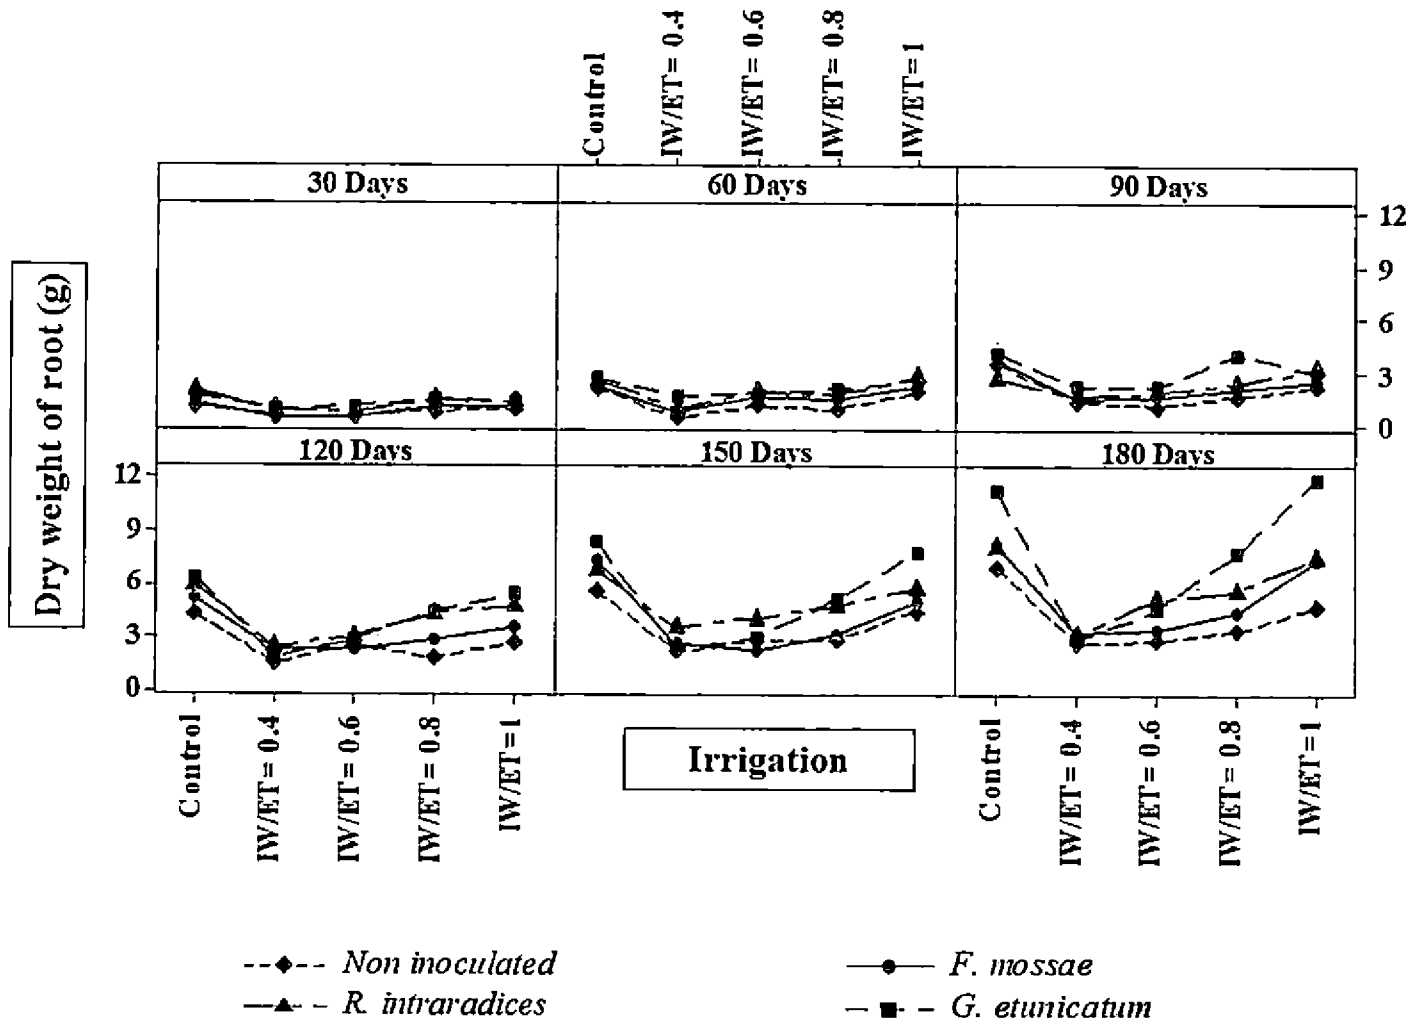 Control
IW/ET= 0.4
IW/ET= 0.6
IW/ET= 0.8
IW/ET= 1
30 Days
60 Days
90 Days
12
9
6
3
0
Dry weight of root (g)
120 Days
150 Days
180 Days
12
9
6
3
0
Control
IW/ET= 0.4
IW/ET= 0.6
IW/ET= 0.8
IW/ET=1
Irrigation
Control
IW/ET= 0.4
IW/ET= 0.6
IW/ET= 0.8
IW/ET=1
Non inoculated
F. mossae
R. intraradices
G. etunicatum